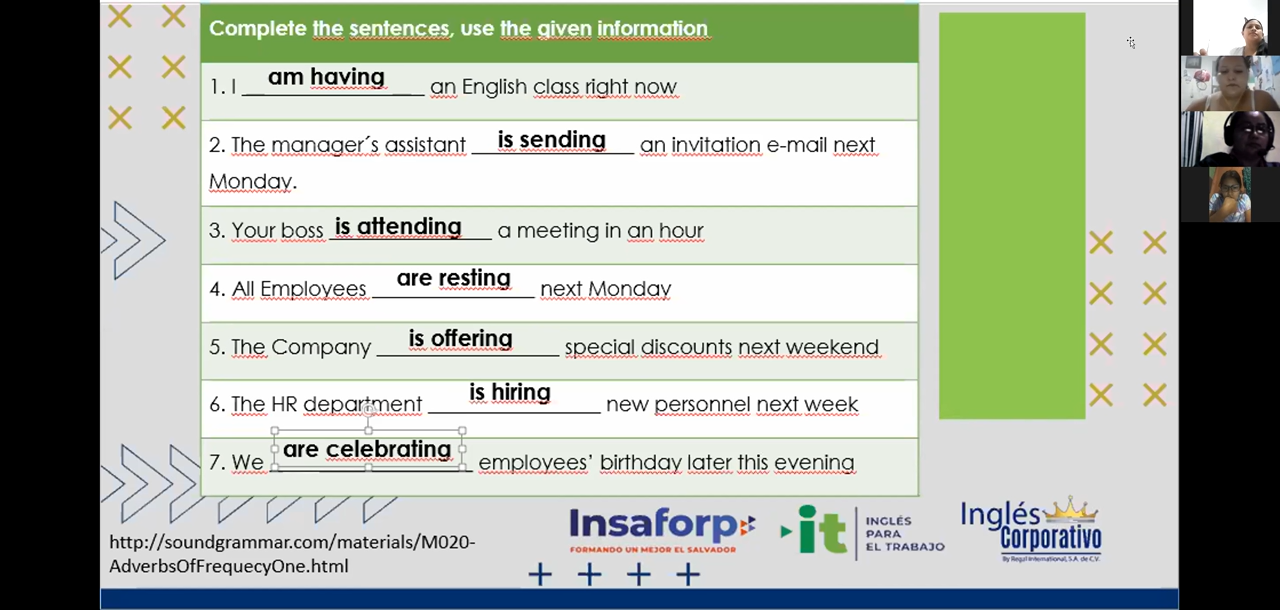 Complete the sentences, use the given information
1. I am having an English class right now
2. The manager´s assistant is sending an invitation e-mail next
Monday.
3. Your boss is attending a meeting in an hour
4. All Employees are resting next Monday
5. The Company is offering special discounts next weekend
6. The HR department is hiring new personnel next week
7. We are celebrating employees’ birthday later this evening
http://soundgrammar.com/materials/M020-
AdverbsOfFrequecyOne.html
Insaforp
FORMANDO UN MEJOR EL SALVADOR
it
INGLÉS
PARA
EL TRABAJO
Inglés
Corporativo
By Regal International, S.A. de C.V.